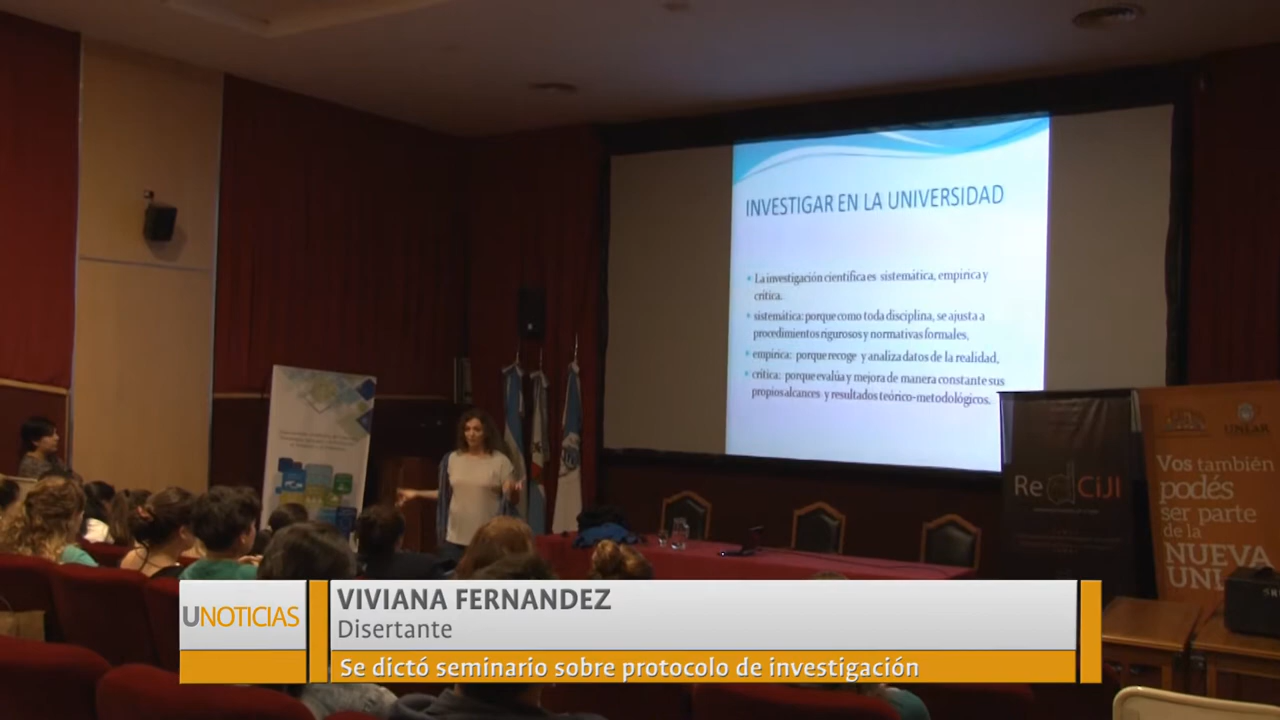 INVESTIGAR EN LA UNIVERSIDAD
La investigación científica es sistemática, empírica y
crítica.
sistemática: porque como toda disciplina, se ajusta a
procedimientos rigurosos y normativas formales,
empírica: porque recoge y analiza datos de la realidad,
crítica: porque evalúa y mejora de manera constante sus
propios alcances y resultados teórico-metodológicos.
Red CiJI
UNLaR
Vos también
podés
ser parte
de la
NUEVA
UNOTICIAS
VIVIANA FERNANDEZ
Disertante
Se dictó seminario sobre protocolo de investigación